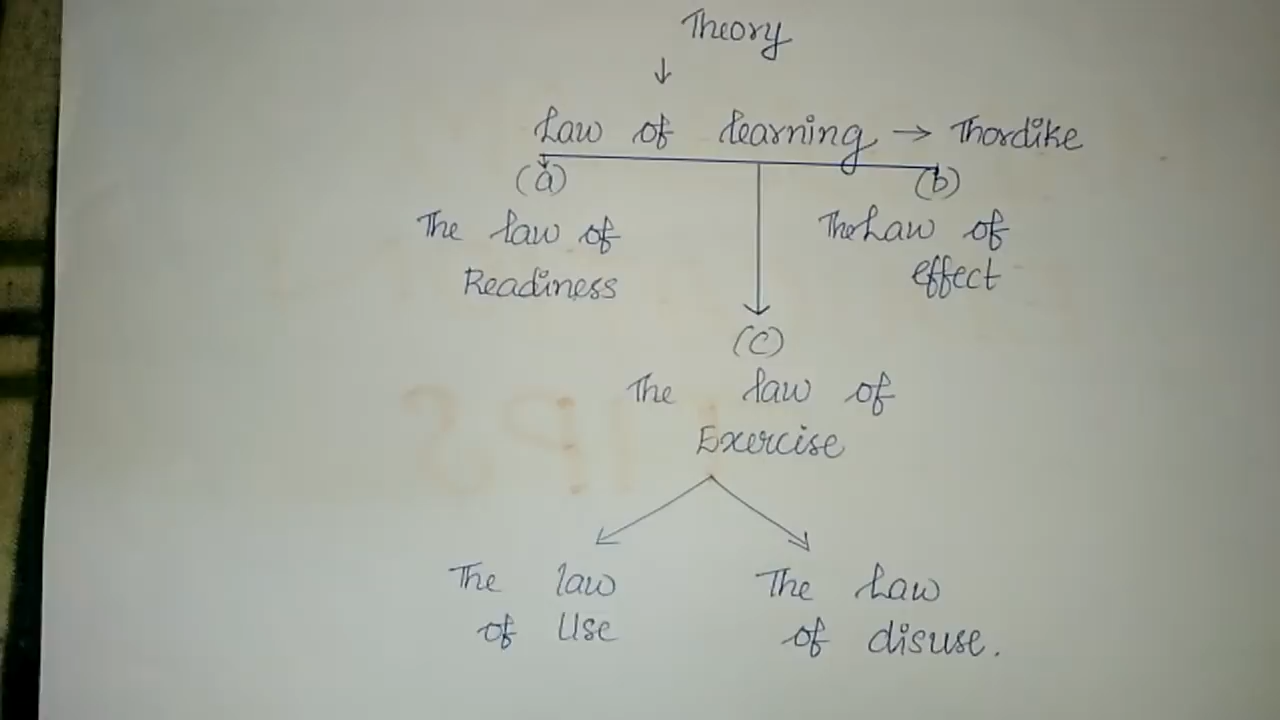 Theory
↓
Law of learning → Thordike
(a)
(b)
The law of
Readiness
The Law of
effect
(c)
The law of
Exercise
The law
of Use
The Law
of disuse.